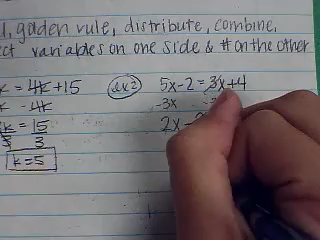 golden rule, distribute, combine,
variables on one side & # on the other
= 4k + 15
ex 2
5x - 2 = 3x + 4
- 4k
-3x
= 15
3
2x -
k = 5